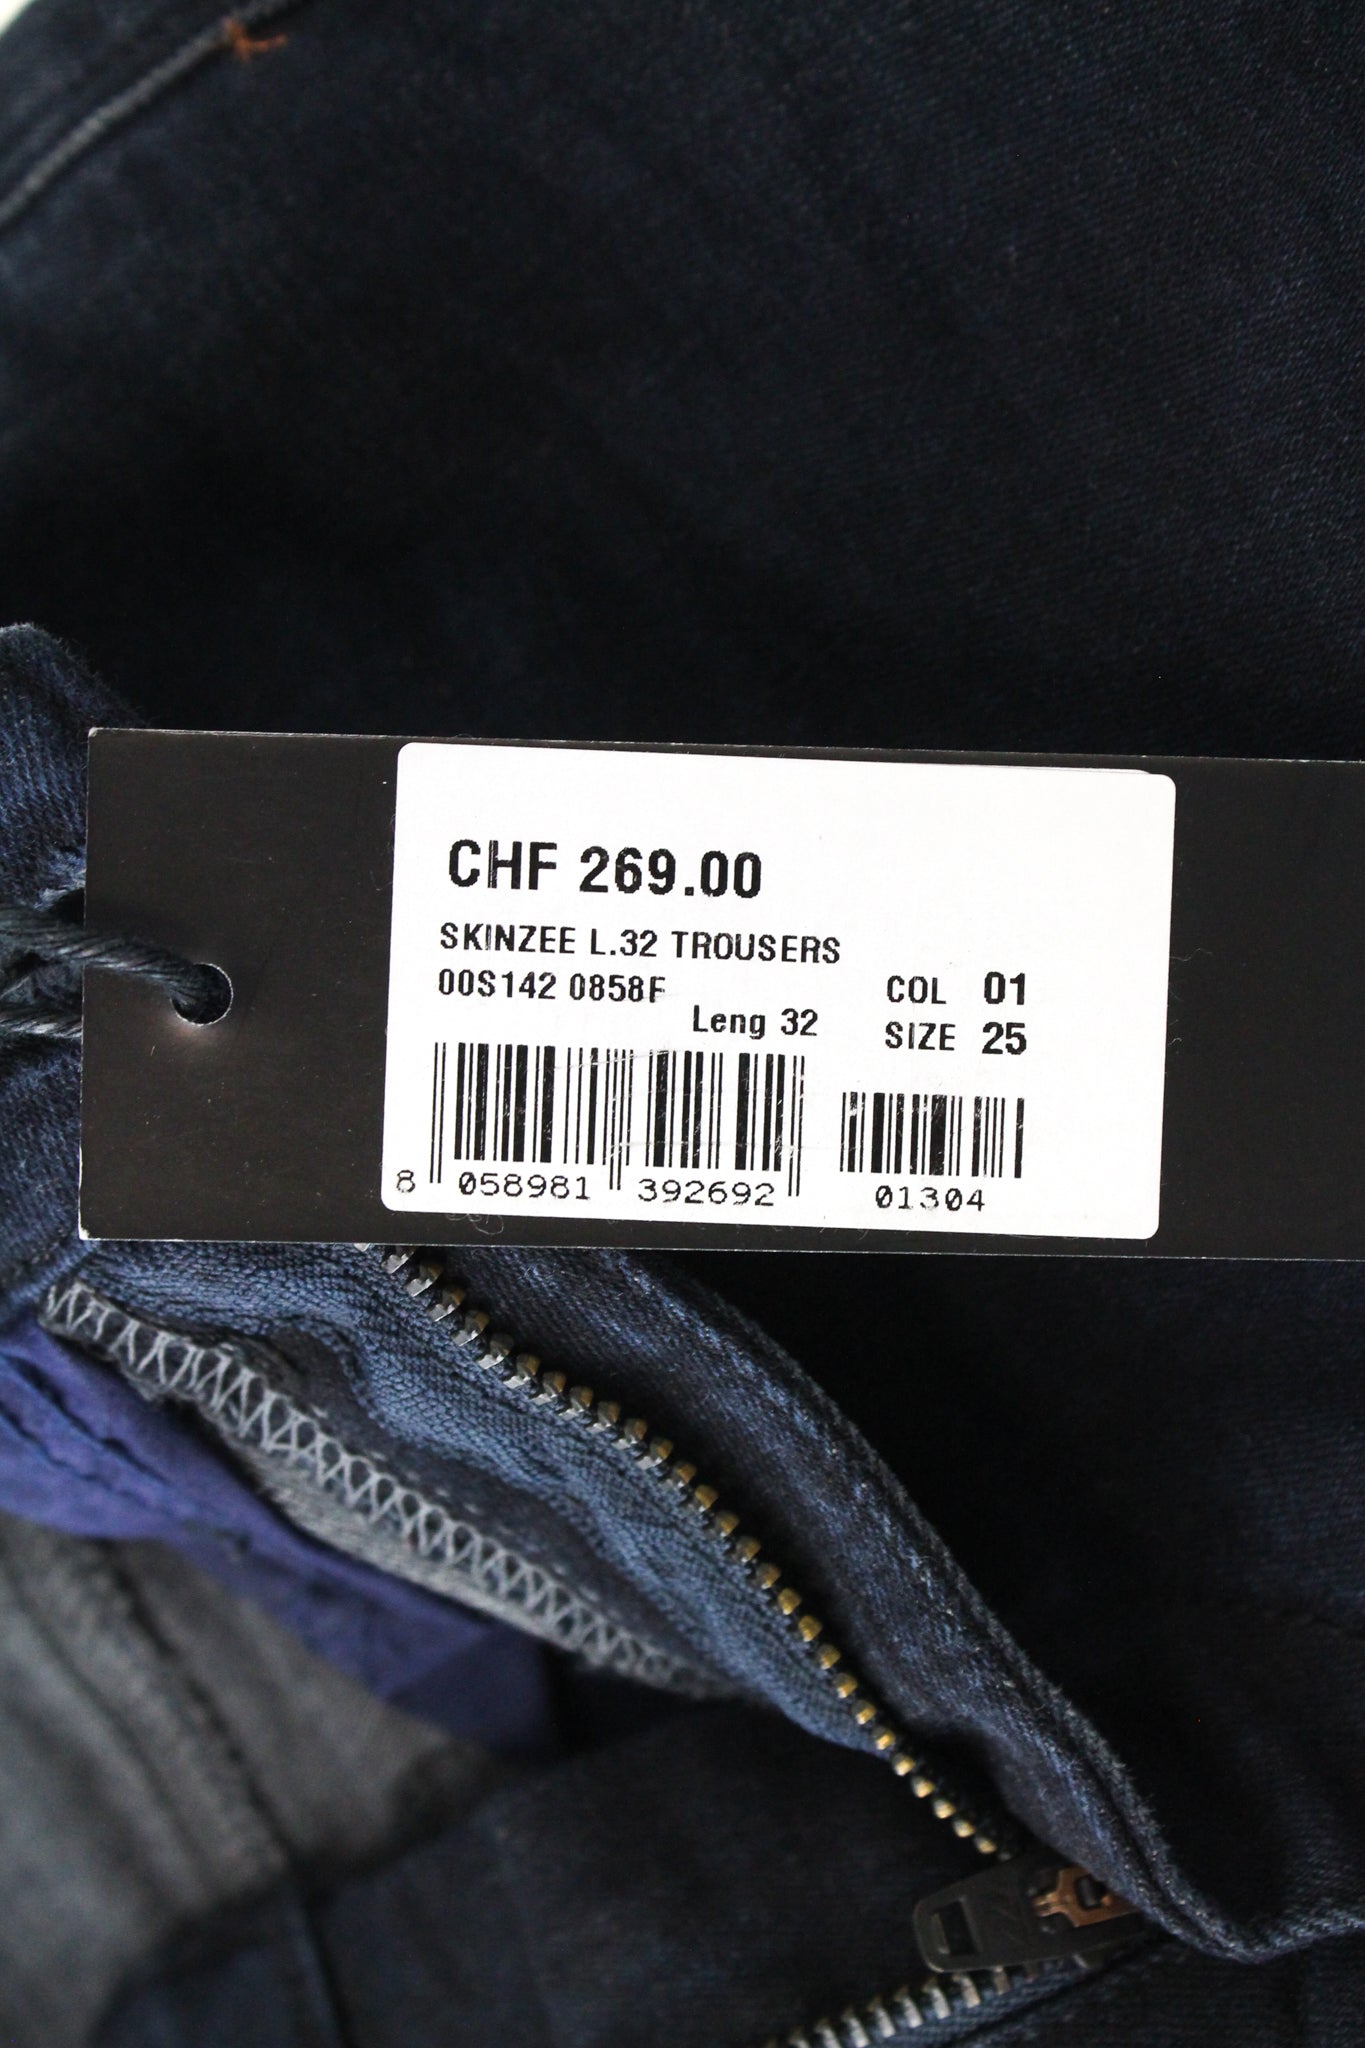 CHF 269.00
SKINZEE L.32 TROUSERS
00S142 0858F COL 01
Leng 32 SIZE 25
8 058981 392692 01304